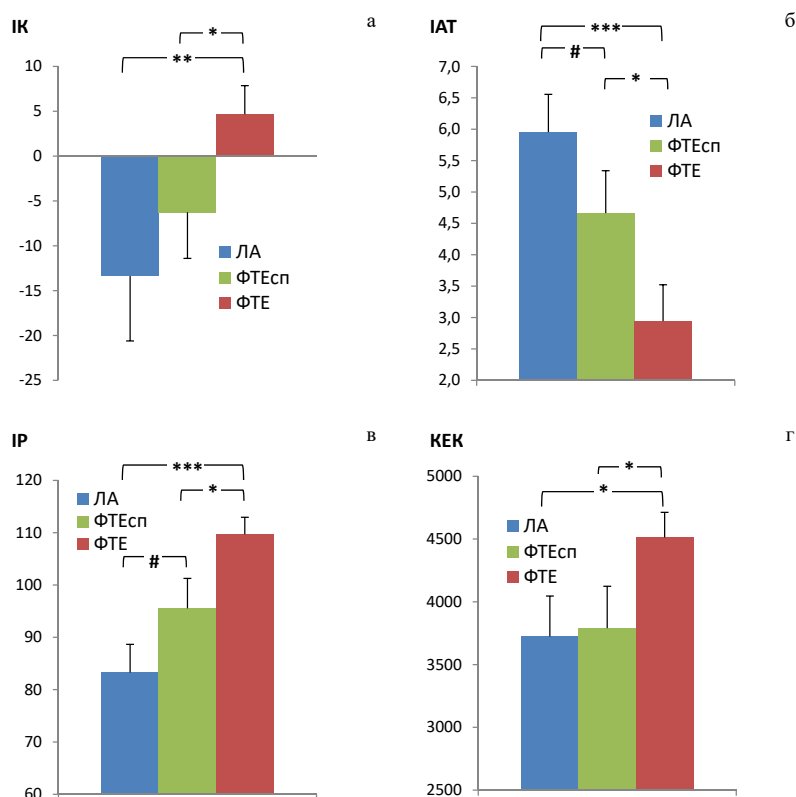 ІК
а
*
**
10
5
0
-5
-10
-15
-20
-25
ЛА
ФТЕсп
ФТЕ
ІАТ
б
***
#
*
7,0
6,5
6,0
5,5
5,0
4,5
4,0
3,5
3,0
2,5
2,0
ЛА
ФТЕсп
ФТЕ
ІР
в
***
*
#
120
110
100
90
80
70
60
ЛА
ФТЕсп
ФТЕ
КЕК
г
*
*
5000
4500
4000
3500
3000
2500
ЛА
ФТЕсп
ФТЕ